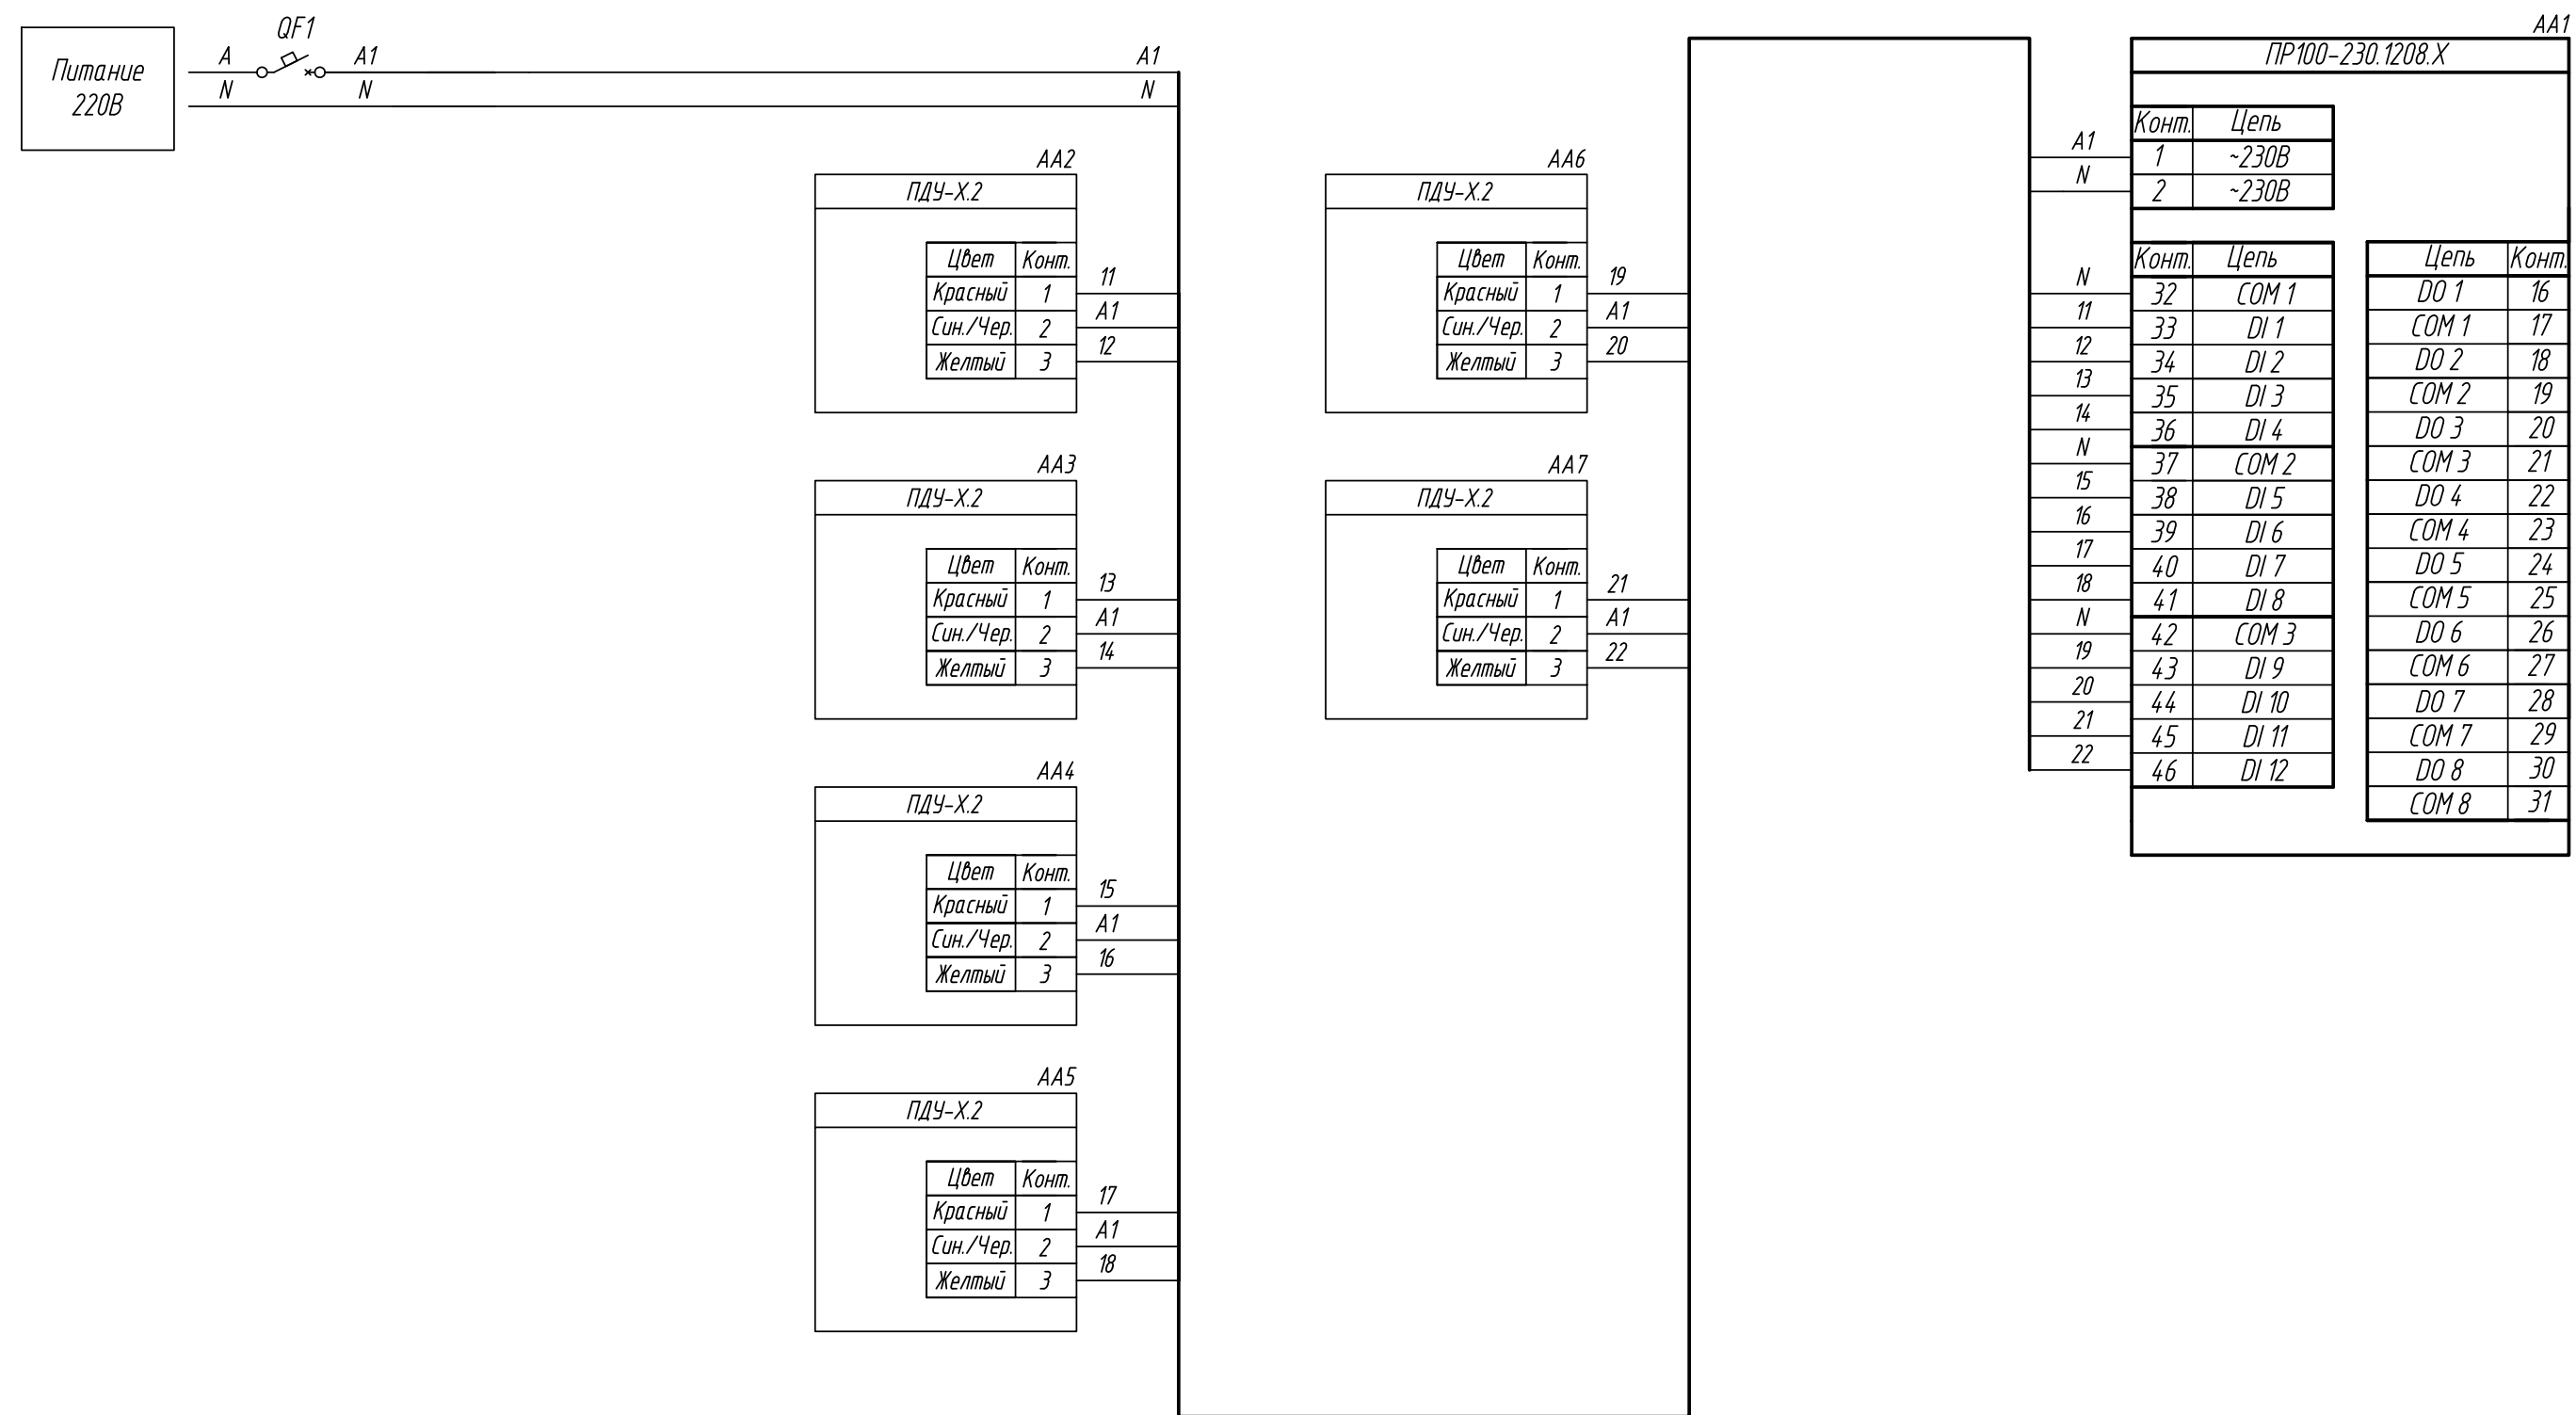 Питание
220В
QF1
A
A1
A1
N
N
N
AA2
ПДУ-Х.2
Цвет Конт.
Красный 1
Син./Чер. 2
Желтый 3
11
A1
12
AA3
ПДУ-Х.2
Цвет Конт.
Красный 1
Син./Чер. 2
Желтый 3
13
A1
14
AA4
ПДУ-Х.2
Цвет Конт.
Красный 1
Син./Чер. 2
Желтый 3
15
A1
16
AA5
ПДУ-Х.2
Цвет Конт.
Красный 1
Син./Чер. 2
Желтый 3
17
A1
18
AA6
ПДУ-Х.2
Цвет Конт.
Красный 1
Син./Чер. 2
Желтый 3
19
A1
20
AA7
ПДУ-Х.2
Цвет Конт.
Красный 1
Син./Чер. 2
Желтый 3
21
A1
22
AA1
ПР100-230.1208.Х
Конт. Цепь
A1 1 ~230В
N 2 ~230В
Конт. Цепь
N 32 COM 1
11 33 DI 1
12 34 DI 2
13 35 DI 3
14 36 DI 4
N 37 COM 2
15 38 DI 5
16 39 DI 6
17 40 DI 7
18 41 DI 8
N 42 COM 3
19 43 DI 9
20 44 DI 10
21 45 DI 11
22 46 DI 12
Цепь Конт.
DO 1 16
COM 1 17
DO 2 18
COM 2 19
DO 3 20
COM 3 21
DO 4 22
COM 4 23
DO 5 24
COM 5 25
DO 6 26
COM 6 27
DO 7 28
COM 7 29
DO 8 30
COM 8 31